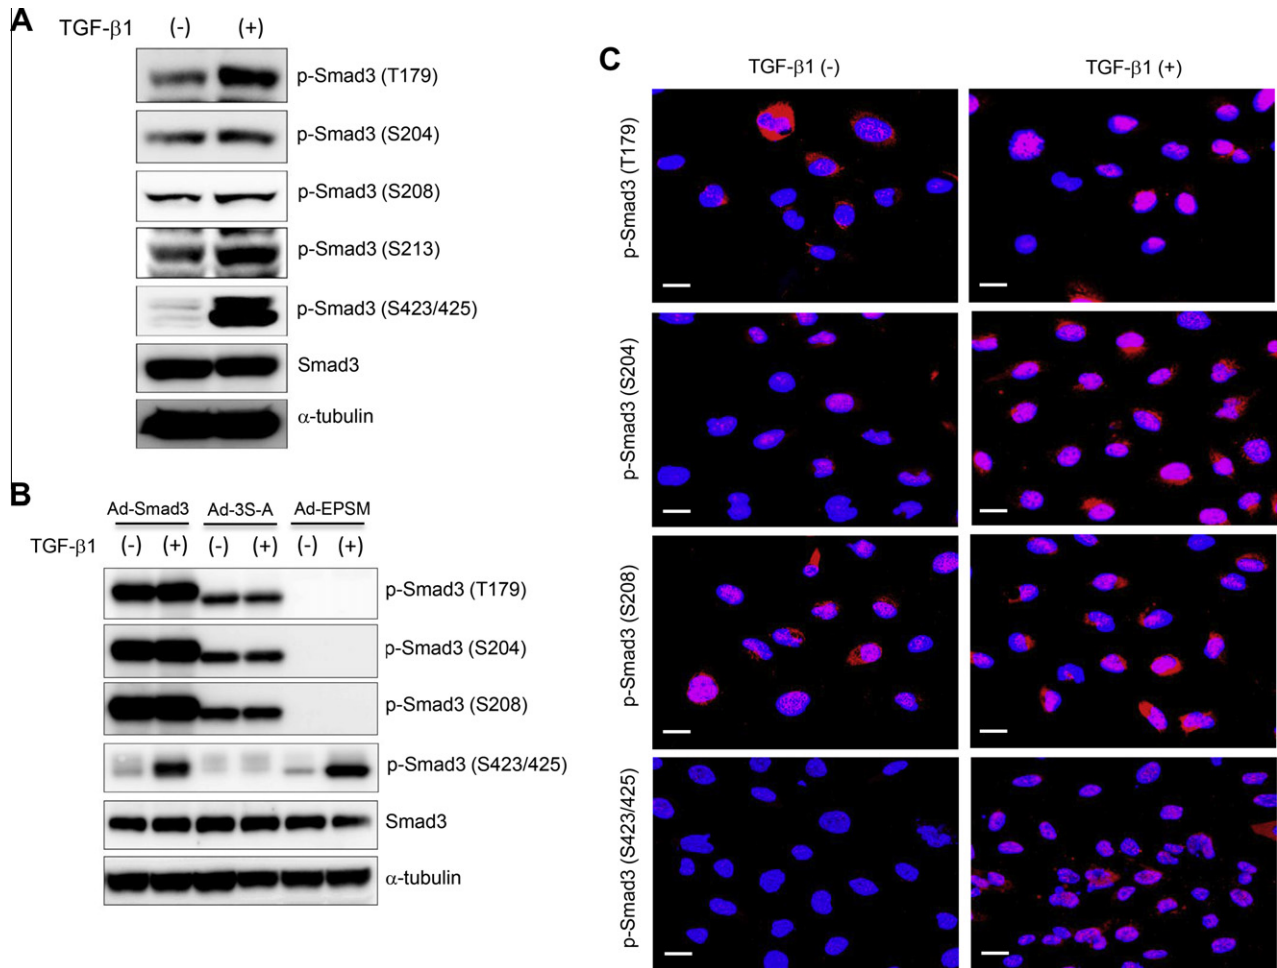 A
TGF-β1 (-) (+)
p-Smad3 (T179)
p-Smad3 (S204)
p-Smad3 (S208)
p-Smad3 (S213)
p-Smad3 (S423/425)
Smad3
α-tubulin
B
Ad-Smad3 Ad-3S-A Ad-EPSM
TGF-β1 (-) (+) (-) (+) (-) (+)
p-Smad3 (T179)
p-Smad3 (S204)
p-Smad3 (S208)
p-Smad3 (S423/425)
Smad3
α-tubulin
C
TGF-β1 (-) TGF-β1 (+)
p-Smad3 (T179)
p-Smad3 (S204)
p-Smad3 (S208)
p-Smad3 (S423/425)